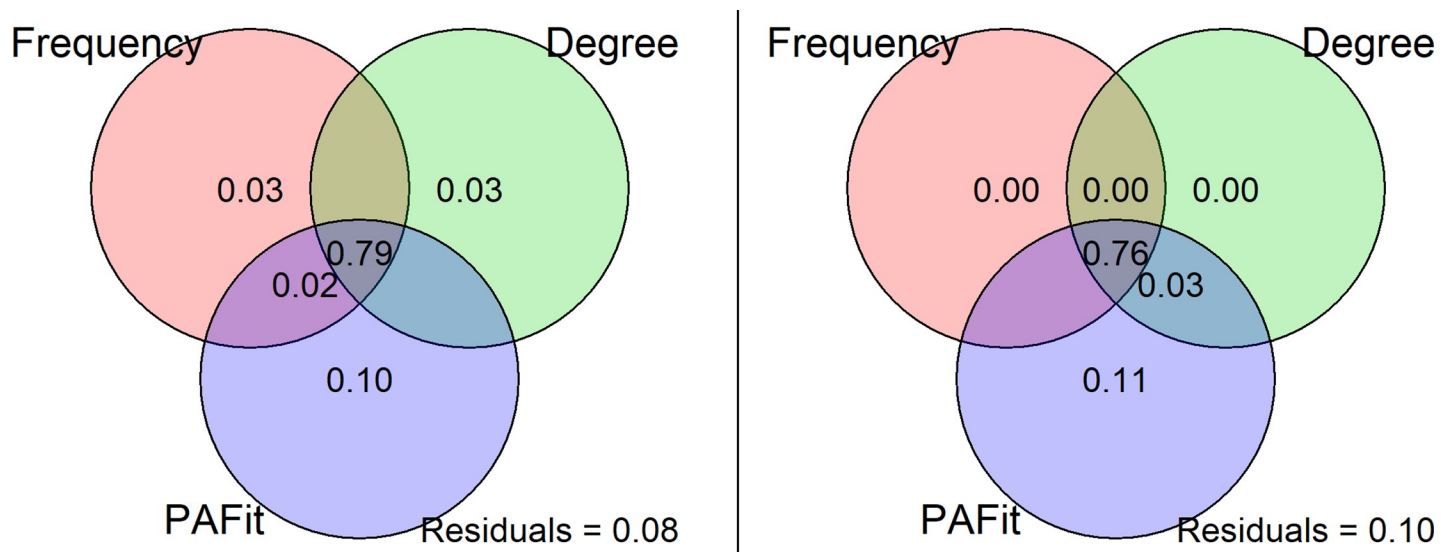 Frequency
Degree
0.03
0.03
0.79
0.02
0.10
PAFit
Residuals = 0.08
Frequency
Degree
0.00
0.00
0.00
0.76
0.03
0.11
PAFit
Residuals = 0.10